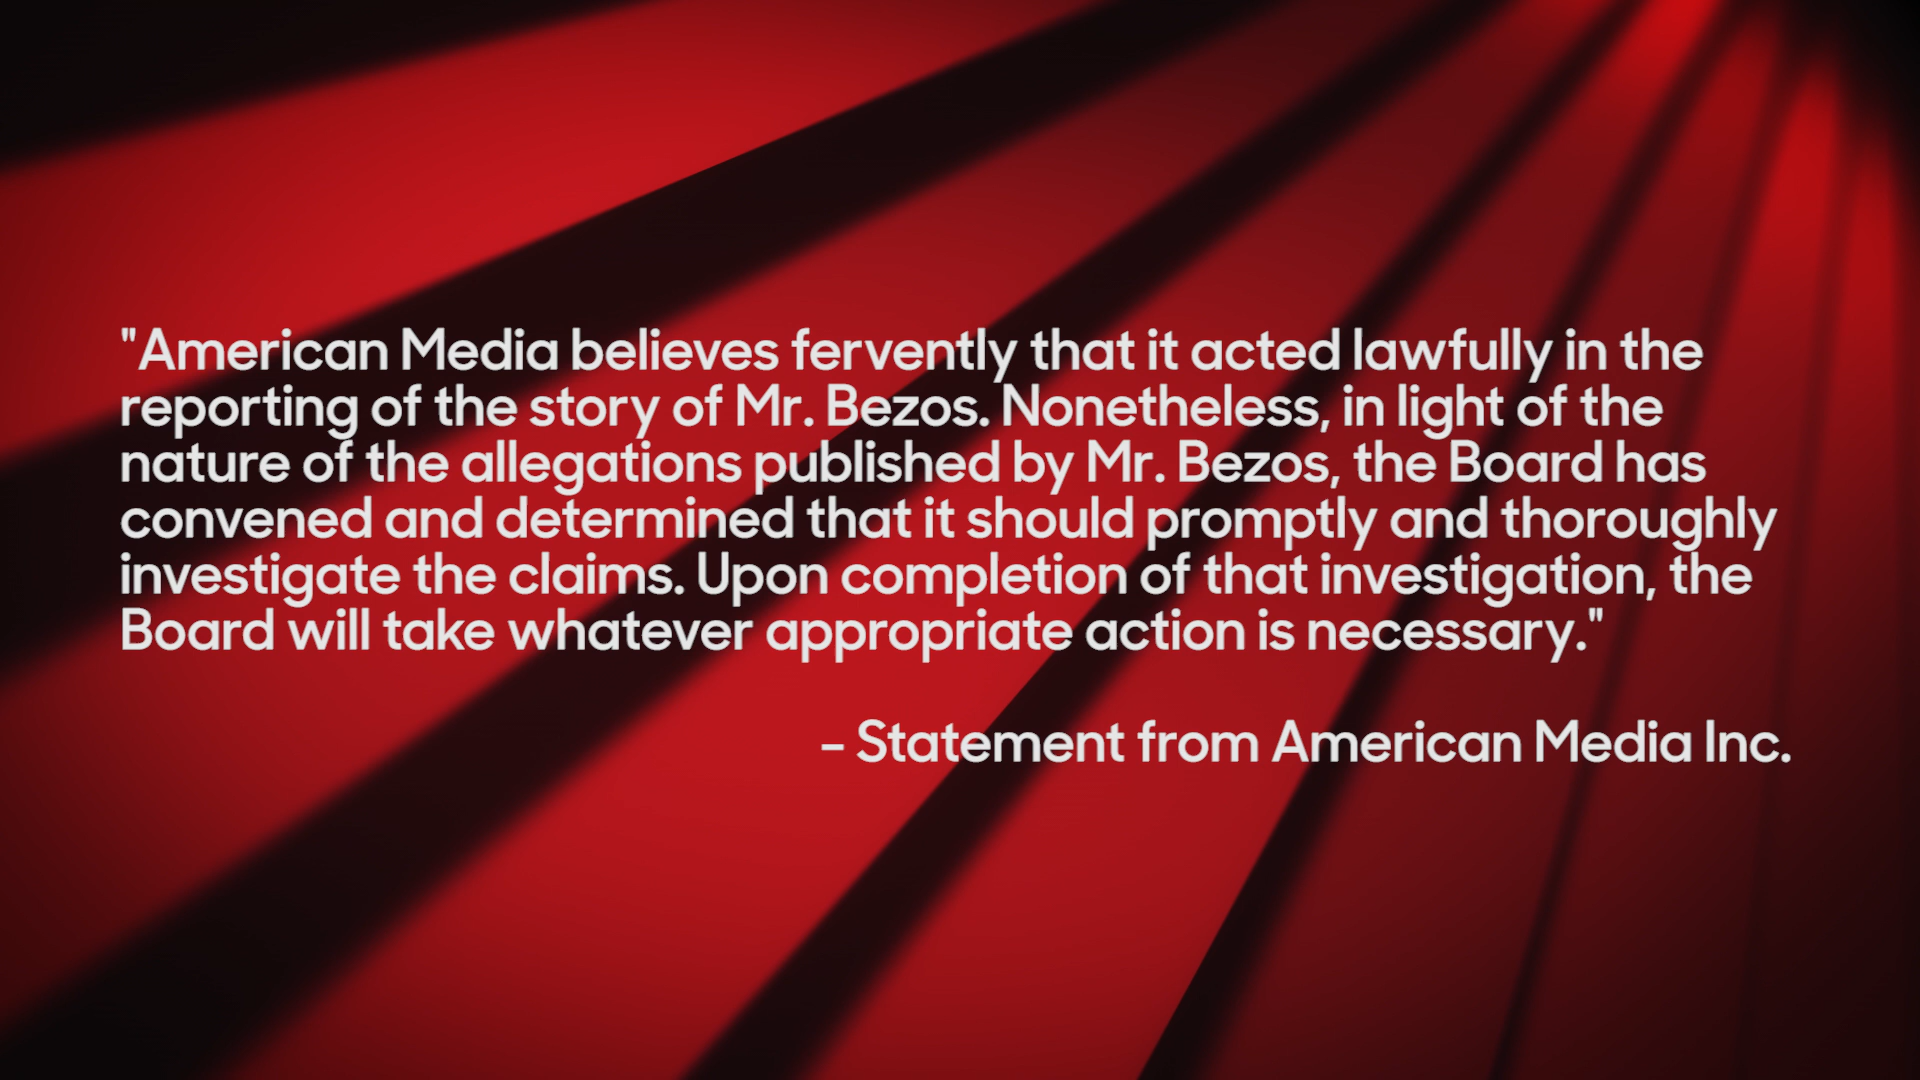 "American Media believes fervently that it acted lawfully in the
reporting of the story of Mr. Bezos. Nonetheless, in light of the
nature of the allegations published by Mr. Bezos, the Board has
convened and determined that it should promptly and thoroughly
investigate the claims. Upon completion of that investigation, the
Board will take whatever appropriate action is necessary."
– Statement from American Media Inc.